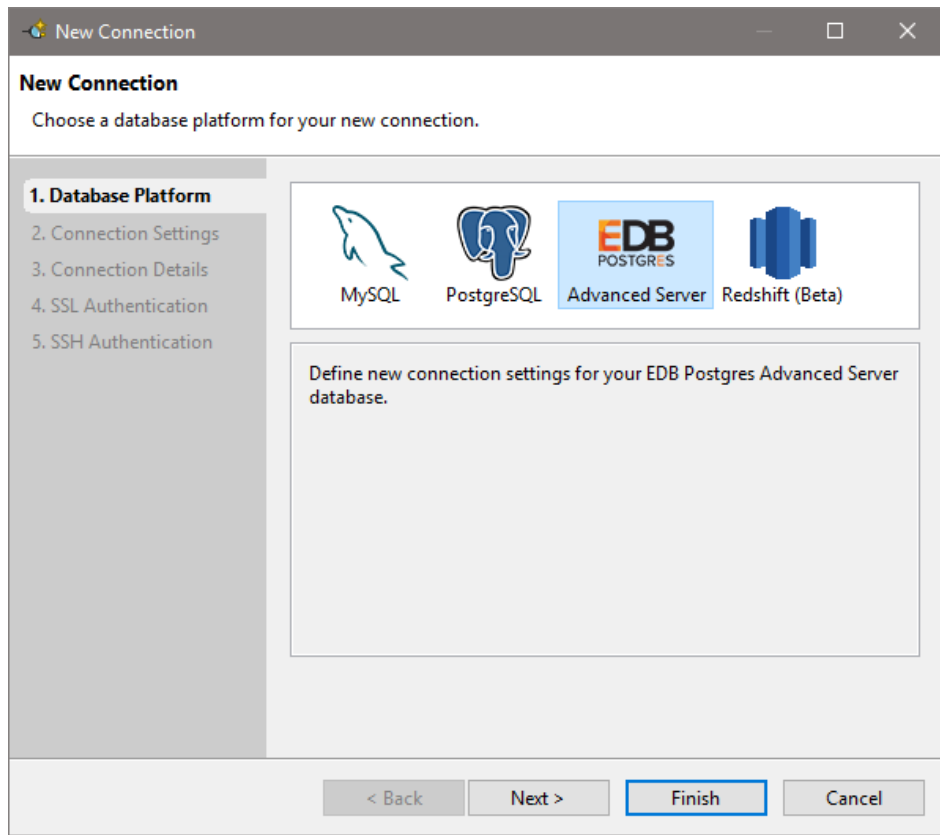 New Connection
New Connection
Choose a database platform for your new connection.
1. Database Platform
2. Connection Settings
3. Connection Details
4. SSL Authentication
5. SSH Authentication
EDB
POSTGRES
MySQL PostgreSQL Advanced Server Redshift (Beta)
Define new connection settings for your EDB Postgres Advanced Server
database.
< Back Next > Finish Cancel